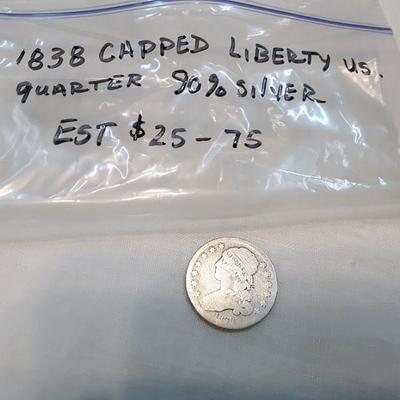 1838 CAPPED LIBERTY US.
QUARTER 90% SILVER
EST $25-75